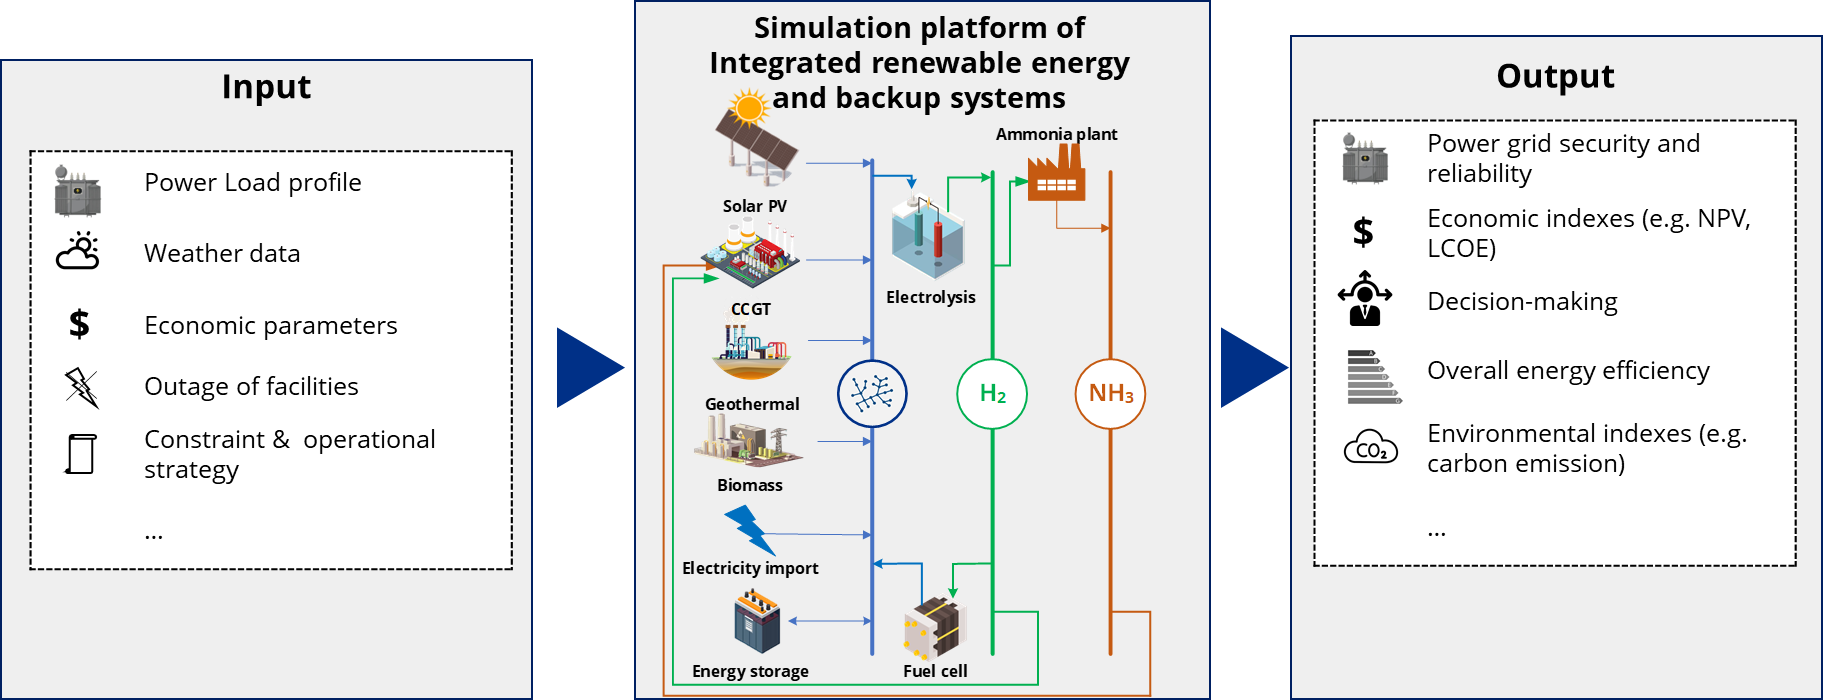 Input
Power Load profile
Weather data
$
Economic parameters
Outage of facilities
Constraint &  operational
strategy
...
Simulation platform of
Integrated renewable energy
and backup systems
Ammonia plant
Solar PV
CCGT
Electrolysis
Geothermal
H₂
NH₃
Biomass
Electricity import
Energy storage
Fuel cell
Output
Power grid security and
reliability
$
Economic indexes (e.g. NPV,
LCOE)
Decision-making
Overall energy efficiency
CO₂
Environmental indexes (e.g.
carbon emission)
...